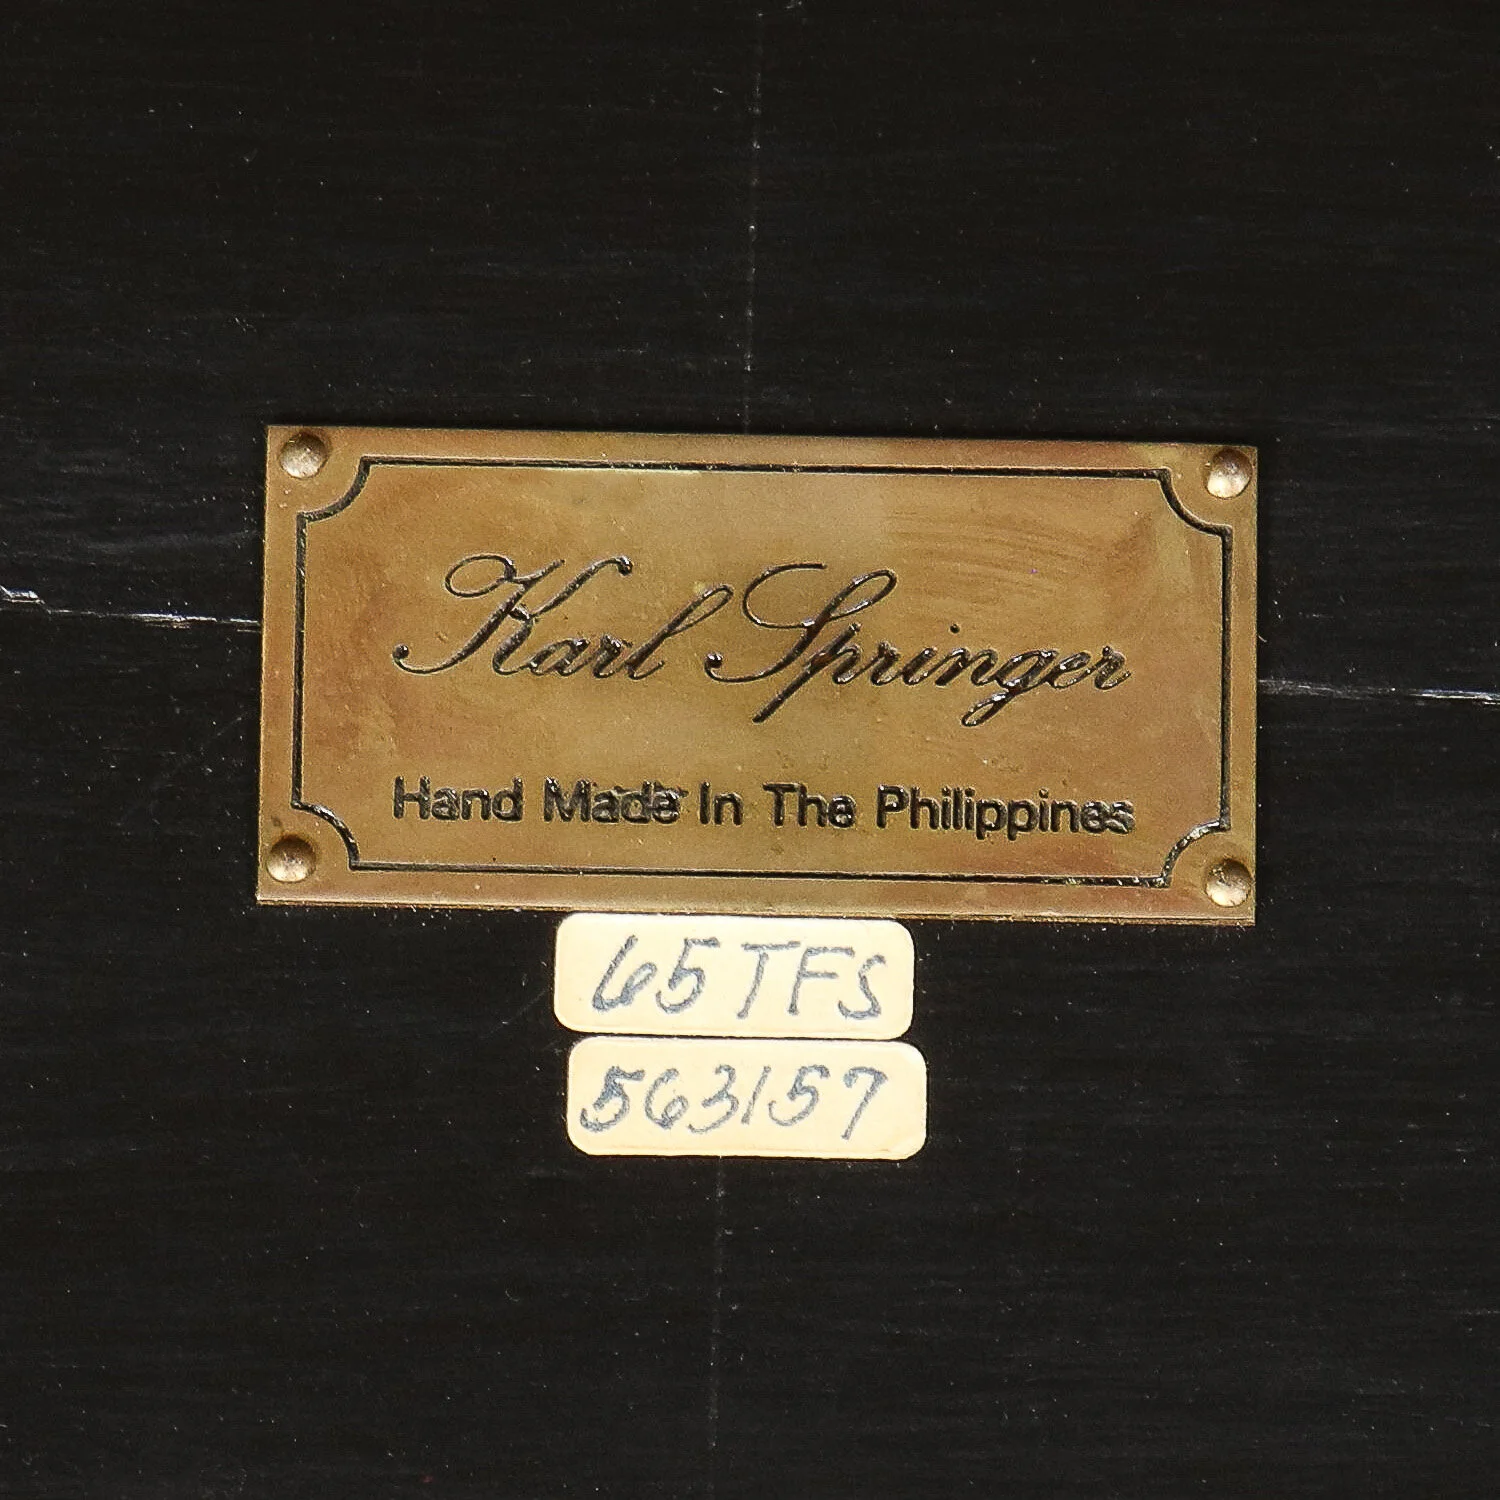 Karl Springer
Hand Made In The Philippines
65TFS
563157